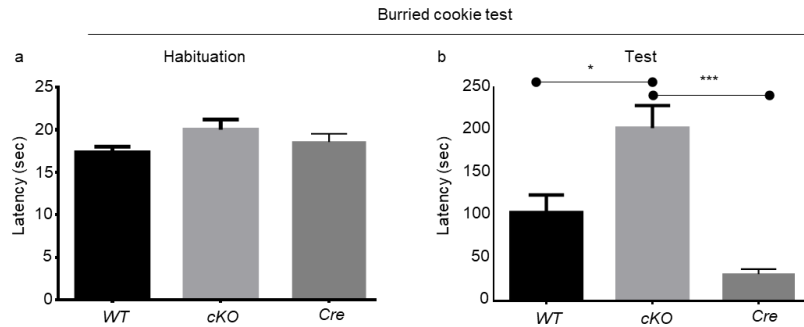 Burried cookie test
a
Habituation
Latency (sec)
25
20
15
10
5
0
WT
cKO
Cre
b
Test
*
***
Latency (sec)
250
200
150
100
50
0
WT
cKO
Cre